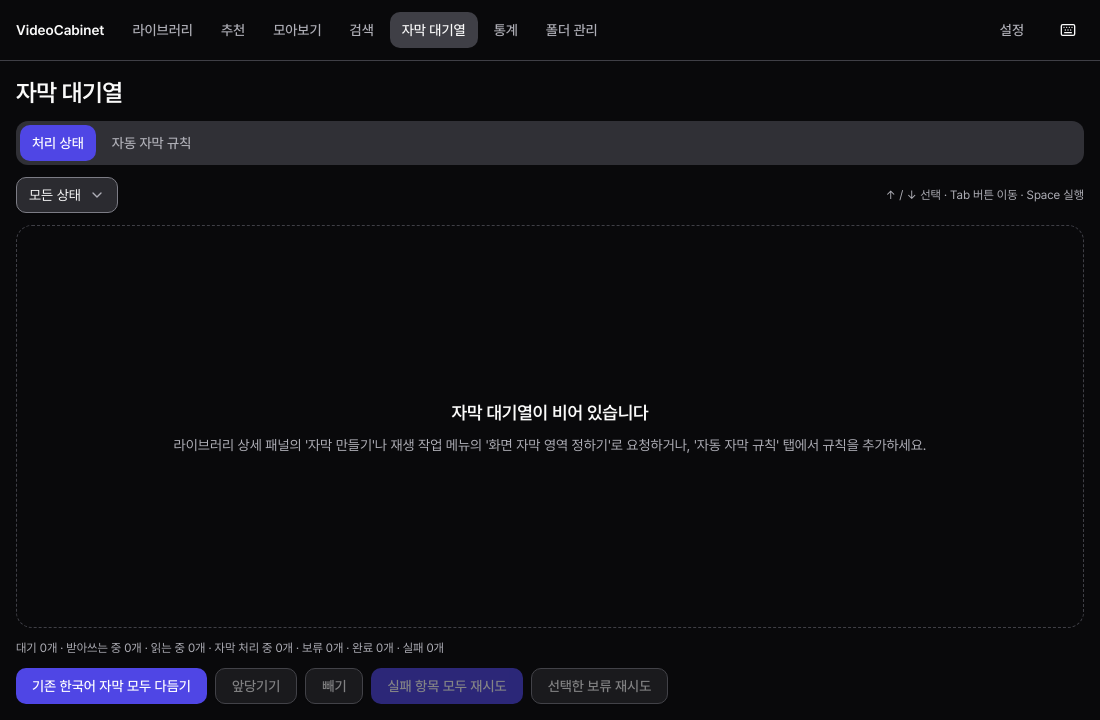 VideoCabinet 라이브러리 추천 모아보기 검색 자막 대기열 통계 폴더 관리 설정
자막 대기열
처리 상태 자동 자막 규칙
모든 상태 ↑ / ↓ 선택 · Tab 버튼 이동 · Space 실행
자막 대기열이 비어 있습니다
라이브러리 상세 패널의 '자막 만들기'나 재생 작업 메뉴의 '화면 자막 영역 정하기'로 요청하거나, '자동 자막 규칙' 탭에서 규칙을 추가하세요.
대기 0개 · 받아쓰는 중 0개 · 읽는 중 0개 · 자막 처리 중 0개 · 보류 0개 · 완료 0개 · 실패 0개
기존 한국어 자막 모두 다듬기 앞당기기 빼기 실패 항목 모두 재시도 선택한 보류 재시도